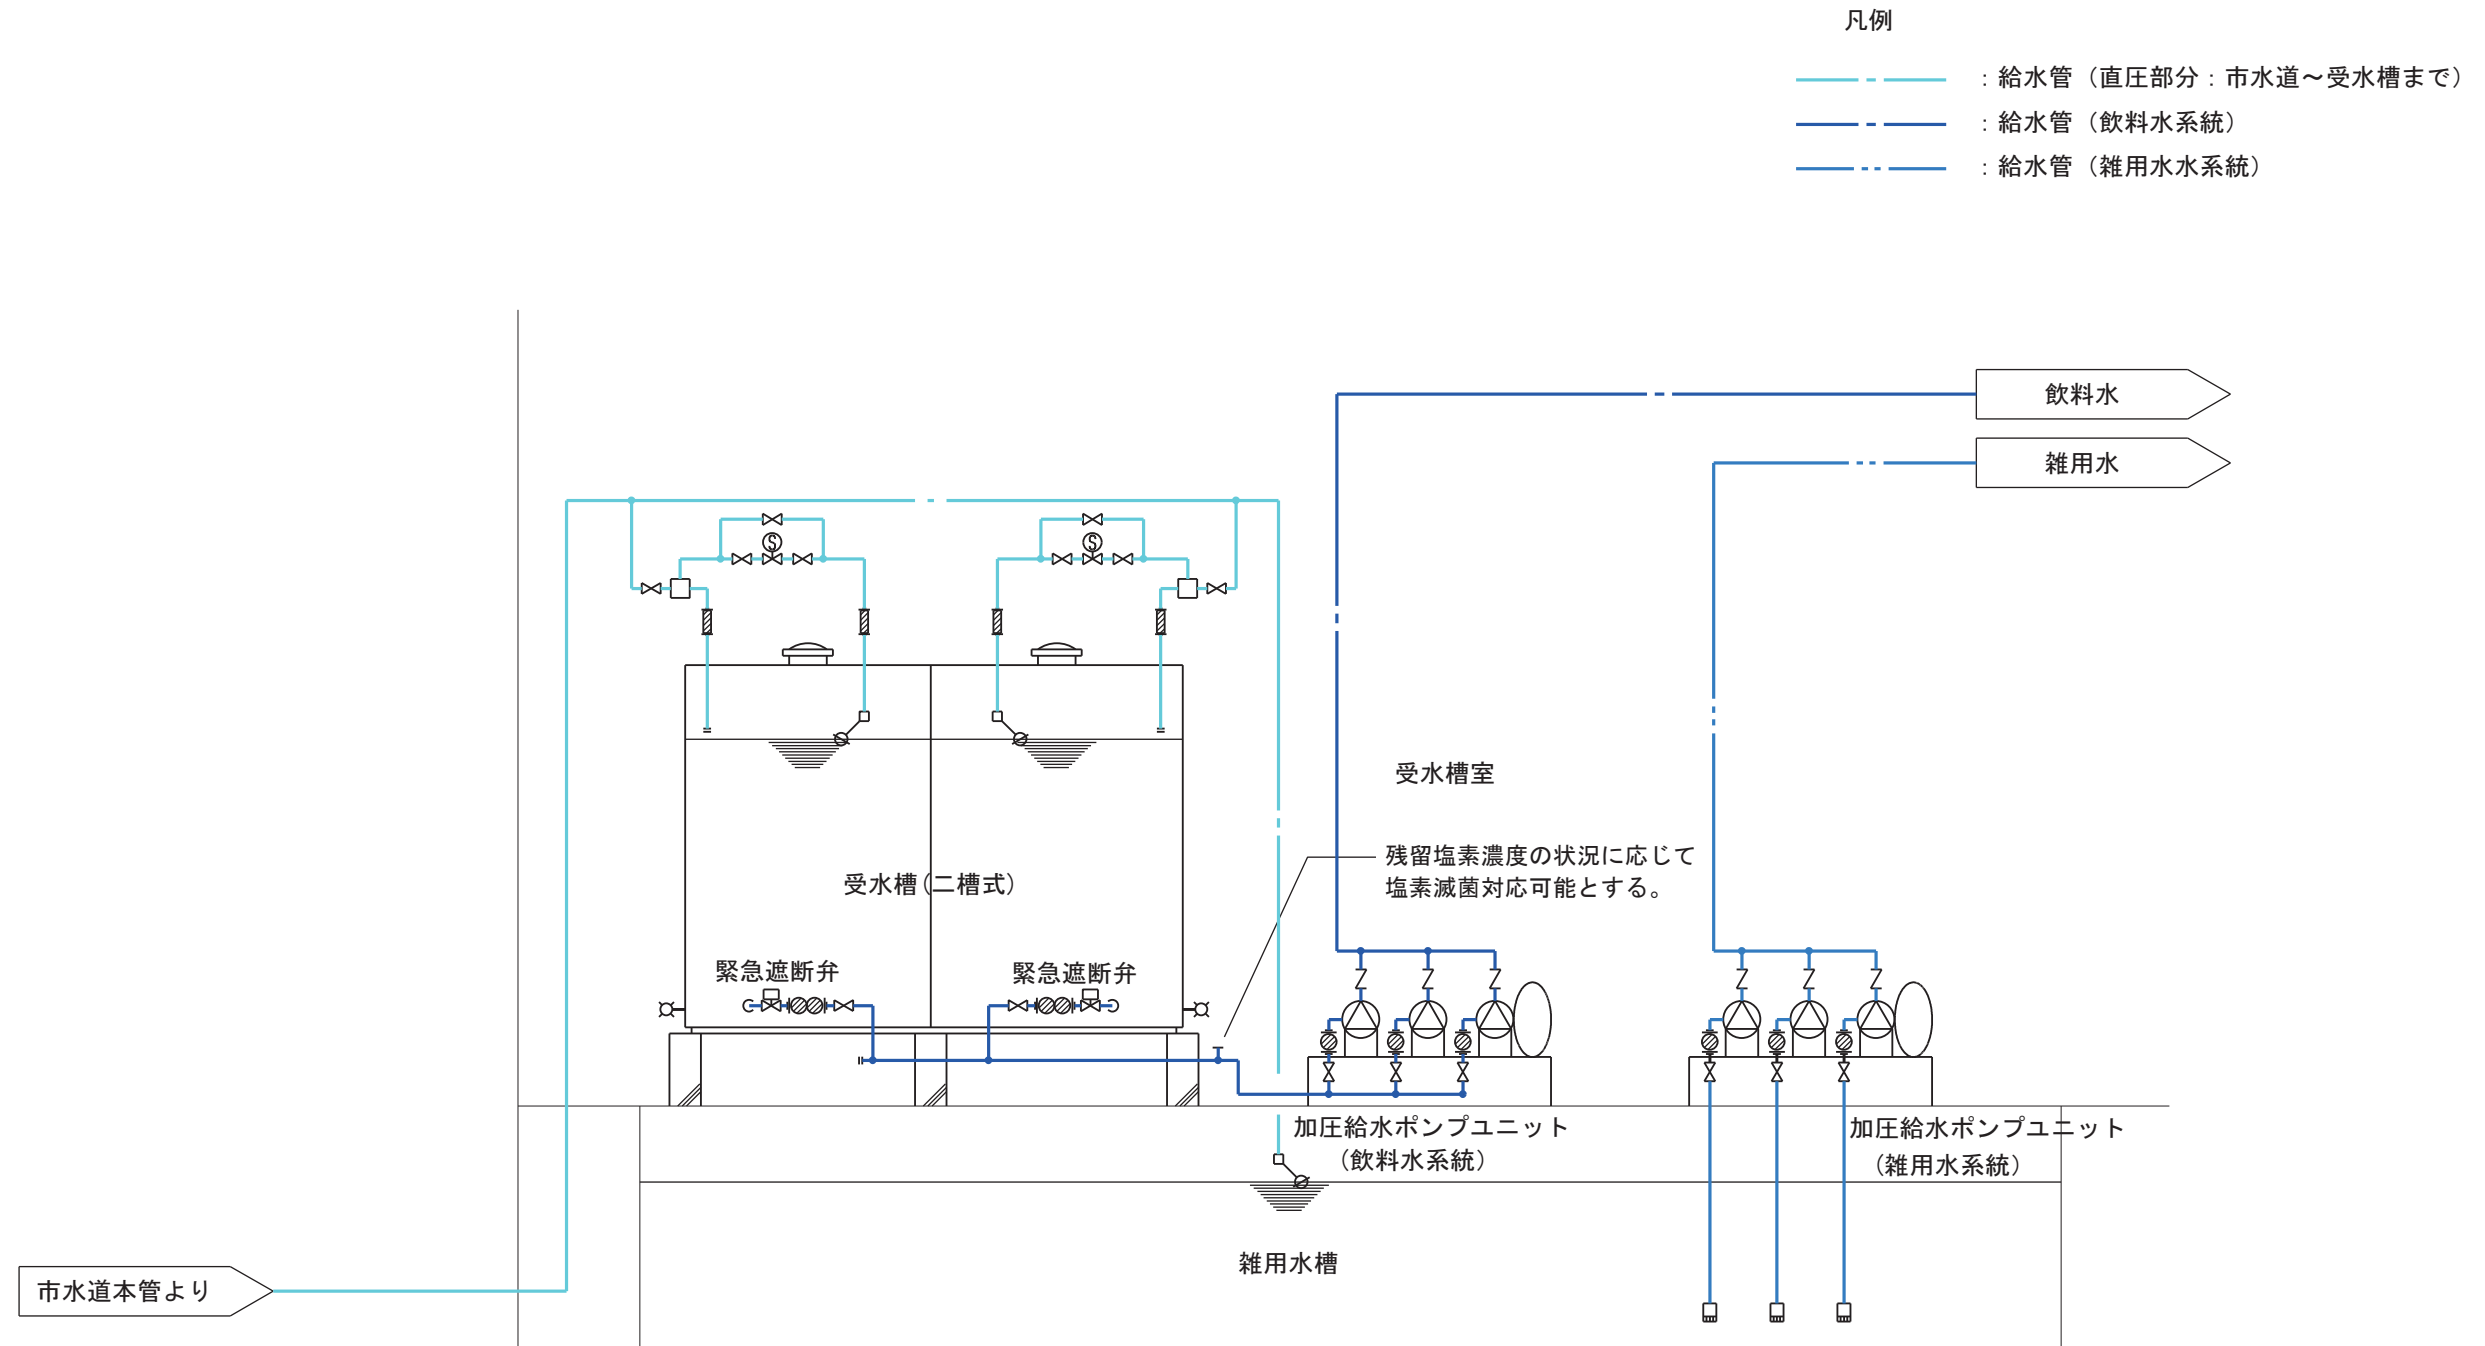 凡例
：給水管（直圧部分：市水道～受水槽まで）
：給水管（飲料水系統）
：給水管（雑用水水系統）
飲料水
雑用水
S
S
受水槽室
残留塩素濃度の状況に応じて
塩素滅菌対応可能とする。
受水槽（二槽式）
緊急遮断弁
緊急遮断弁
加圧給水ポンプユニット
（飲料水系統）
加圧給水ポンプユニット
（雑用水系統）
雑用水槽
市水道本管より